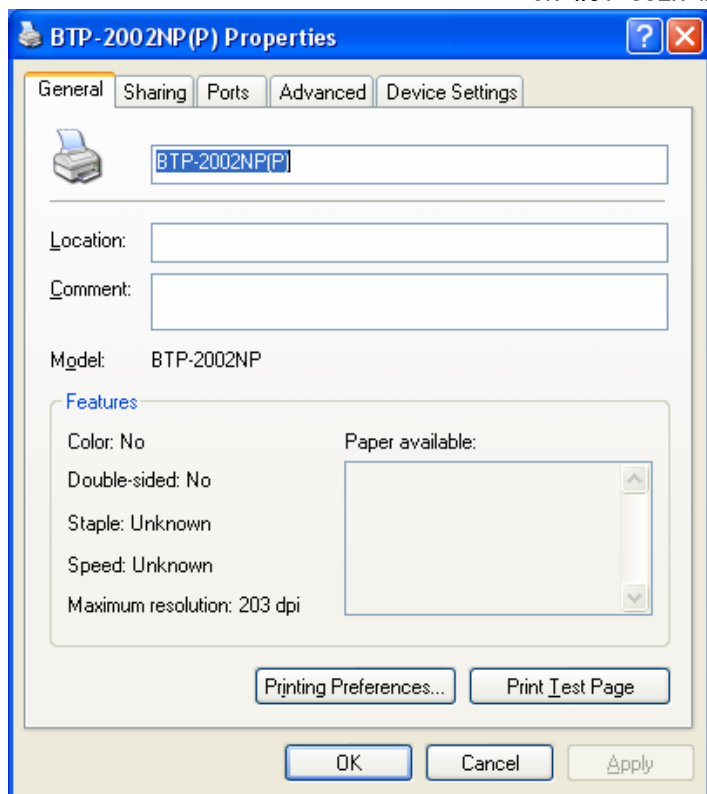 BTP-2002NP(P) Properties
General Sharing Ports Advanced Device Settings
BTP-2002NP(P)
Location:
Comment:
Model: BTP-2002NP
Features
Color: No
Paper available:
Double-sided: No
Staple: Unknown
Speed: Unknown
Maximum resolution: 203 dpi
Printing Preferences... Print Test Page
OK Cancel Apply